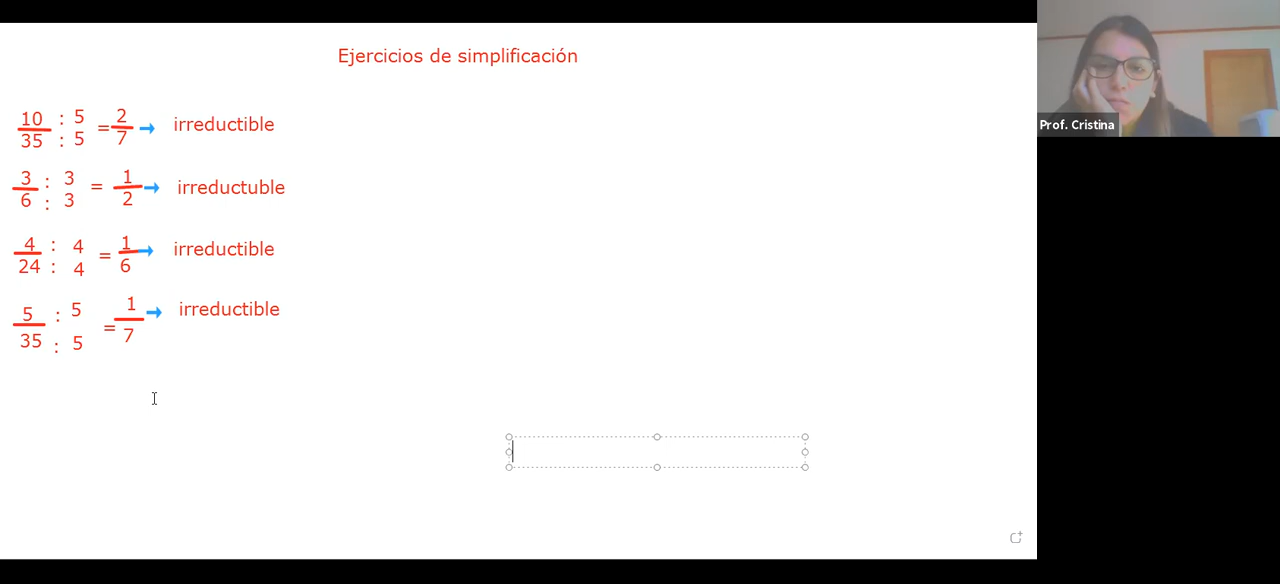 Ejercicios de simplificación
10 : 5 = 2 → irreductible
35 : 5 7
3 : 3 = 1 → irreductuble
6 : 3 2
4 : 4 = 1 → irreductible
24 : 4 6
5 : 5 = 1 → irreductible
35 : 5 7
Prof. Cristina